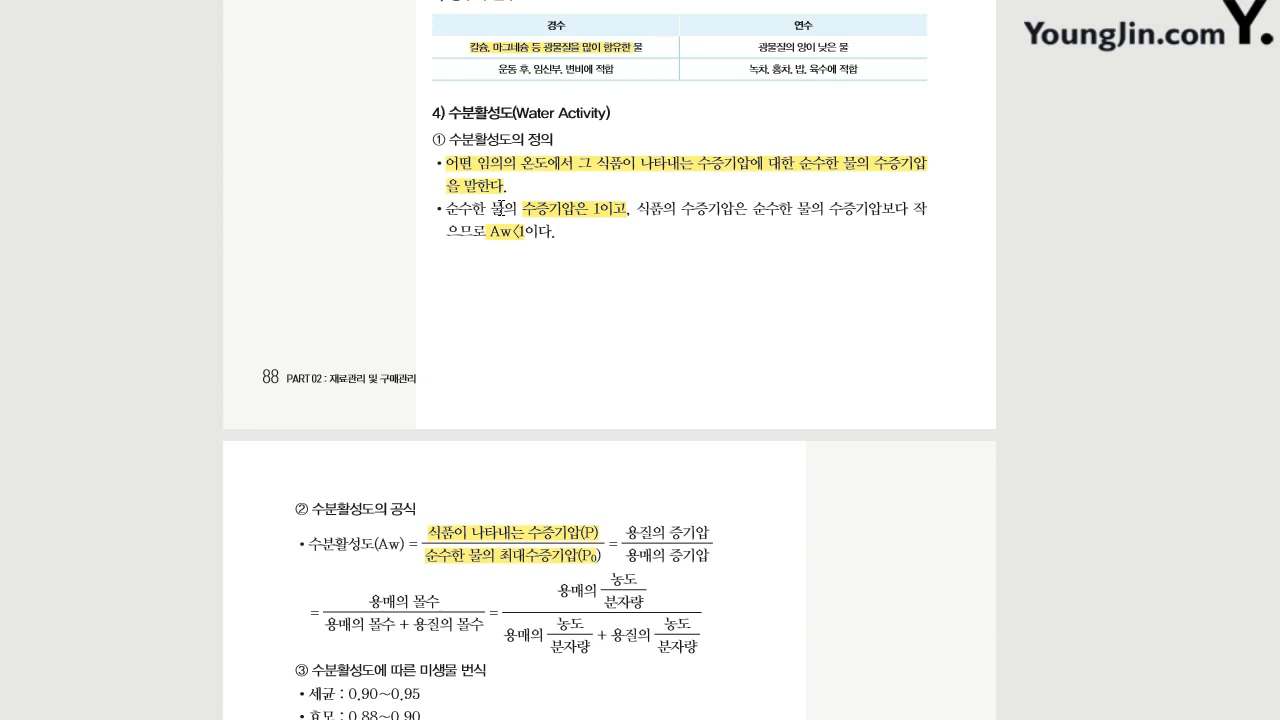 YoungJin.com Y.
경수 연수
칼슘, 마그네슘 등 광물질을 많이 함유한 물 광물질의 양이 낮은 물
운동 후, 임신부, 변비에 적합 녹차, 홍차, 밥, 육수에 적합
4) 수분활성도(Water Activity)
① 수분활성도의 정의
• 어떤 임의의 온도에서 그 식품이 나타내는 수증기압에 대한 순수한 물의 수증기압
을 말한다.
• 순수한 물의 수증기압은 1이고, 식품의 수증기압은 순수한 물의 수증기압보다 작
으므로 Aw<1이다.
88 PART 02 : 재료관리 및 구매관리
② 수분활성도의 공식
• 수분활성도(Aw) = 식품이 나타내는 수증기압(P) / 순수한 물의 최대수증기압(P₀) = 용질의 증기압 / 용매의 증기압
= 용매의 몰수 / 용매의 몰수 + 용질의 몰수 = 용매의 농도/분자량 / 용매의 농도/분자량 + 용질의 농도/분자량
③ 수분활성도에 따른 미생물 번식
• 세균 : 0.90~0.95
• 효모 : 0.88~0.90